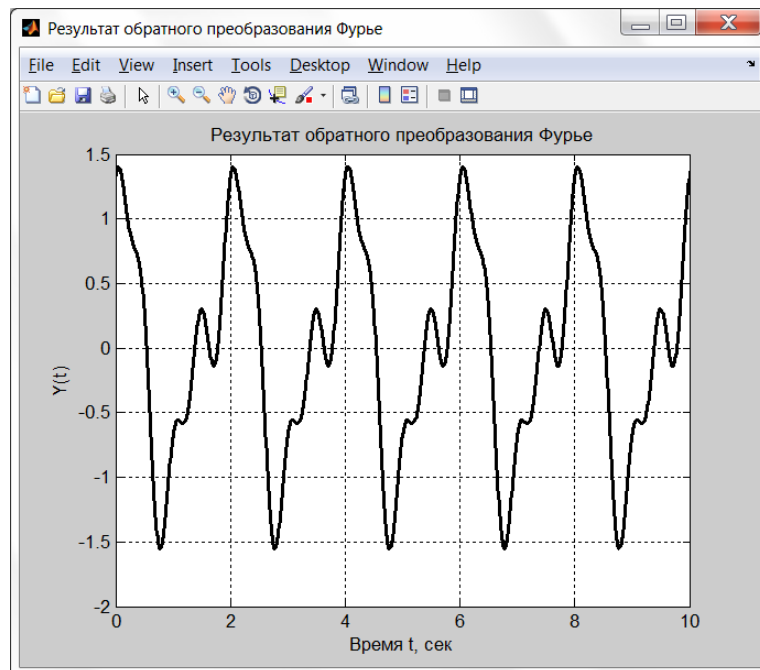 Результат обратного преобразования Фурье
File Edit View Insert Tools Desktop Window Help
Результат обратного преобразования Фурье
1.5
1
0.5
0
-0.5
-1
-1.5
-2
Y(t)
0 2 4 6 8 10
Время t, сек